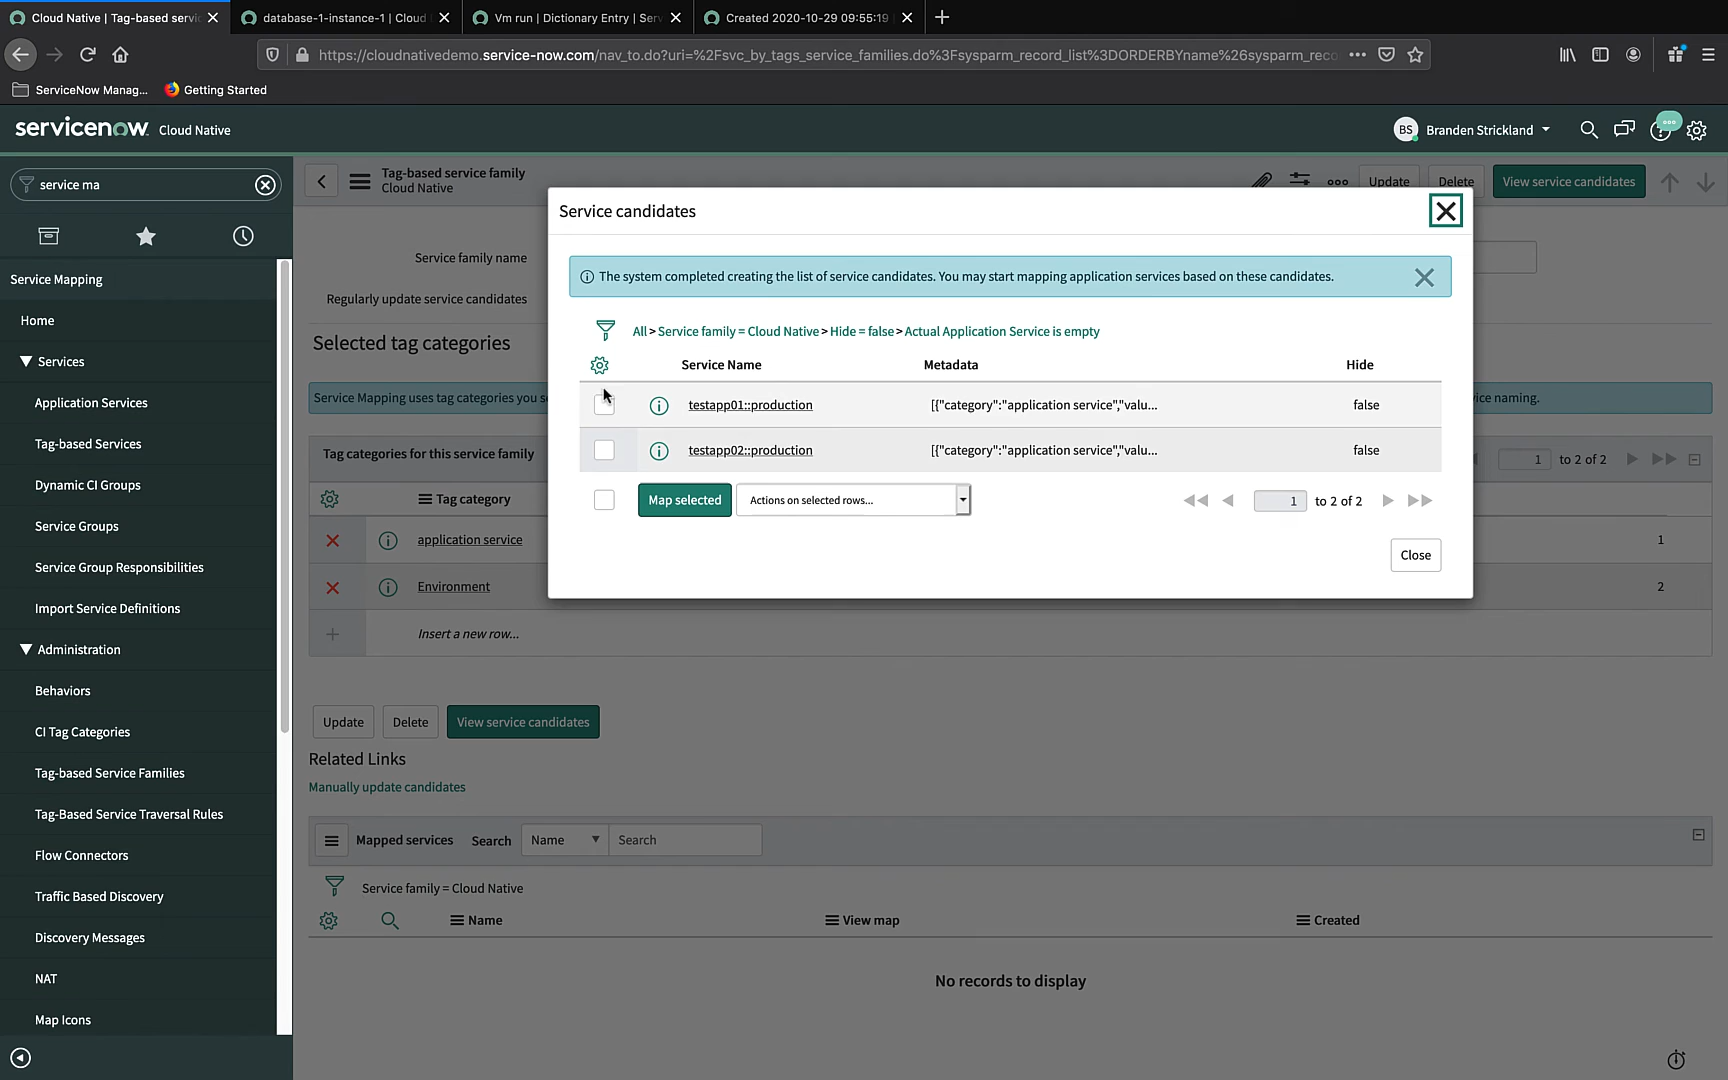 Cloud Native | Tag-based servi
database-1-instance-1 | Cloud
Vm run | Dictionary Entry | Serv
Created 2020-10-29 09:55:19
https://cloudnativedemo.service-now.com/nav_to.do?uri=%2Fsvc_by_tags_service_families.do%3Fsysparm_record_list%3DORDERBYname%26sysparm_reco
ServiceNow Manag...
Getting Started
servicenow Cloud Native
BS Branden Strickland
service ma
Service Mapping
Home
Services
Application Services
Tag-based Services
Dynamic CI Groups
Service Groups
Service Group Responsibilities
Import Service Definitions
Administration
Behaviors
CI Tag Categories
Tag-based Service Families
Tag-Based Service Traversal Rules
Flow Connectors
Traffic Based Discovery
Discovery Messages
NAT
Map Icons
Tag-based service family
Cloud Native
Update
Delete
View service candidates
Service family name
Regularly update service candidates
Selected tag categories
Service Mapping uses tag categories you se
ice naming.
Tag categories for this service family
1 to 2 of 2
Tag category
application service
1
Environment
2
Insert a new row...
Service candidates
The system completed creating the list of service candidates. You may start mapping application services based on these candidates.
All > Service family = Cloud Native > Hide = false > Actual Application Service is empty
Service Name
Metadata
Hide
testapp01::production
[{"category":"application service","valu...
false
testapp02::production
[{"category":"application service","valu...
false
Map selected
Actions on selected rows...
1 to 2 of 2
Close
Update
Delete
View service candidates
Related Links
Manually update candidates
Mapped services
Search
Name
Search
Service family = Cloud Native
Name
View map
Created
No records to display